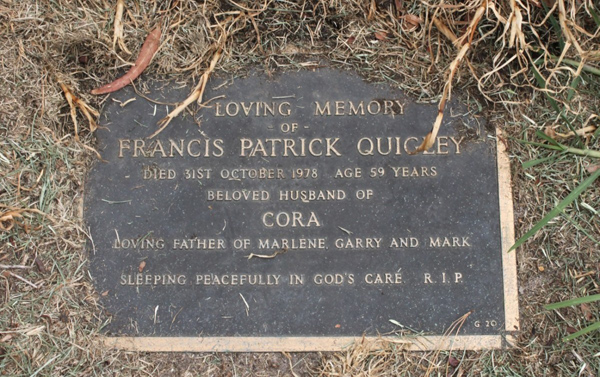 IN LOVING MEMORY
- OF -
FRANCIS PATRICK QUIGLEY
DIED 31ST OCTOBER 1978 AGE 59 YEARS
BELOVED HUSBAND OF
CORA
LOVING FATHER OF MARLENE, GARRY AND MARK
SLEEPING PEACEFULLY IN GOD'S CARE R.I.P.
G 20